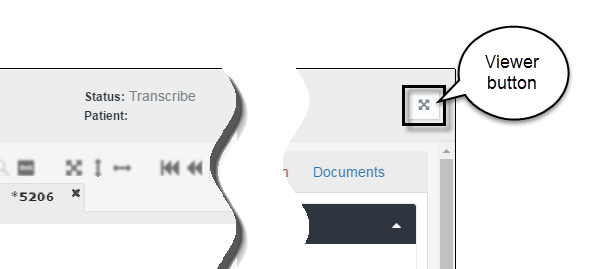 Viewer
button
Status: Transcribe
Patient:
n Documents
*5206